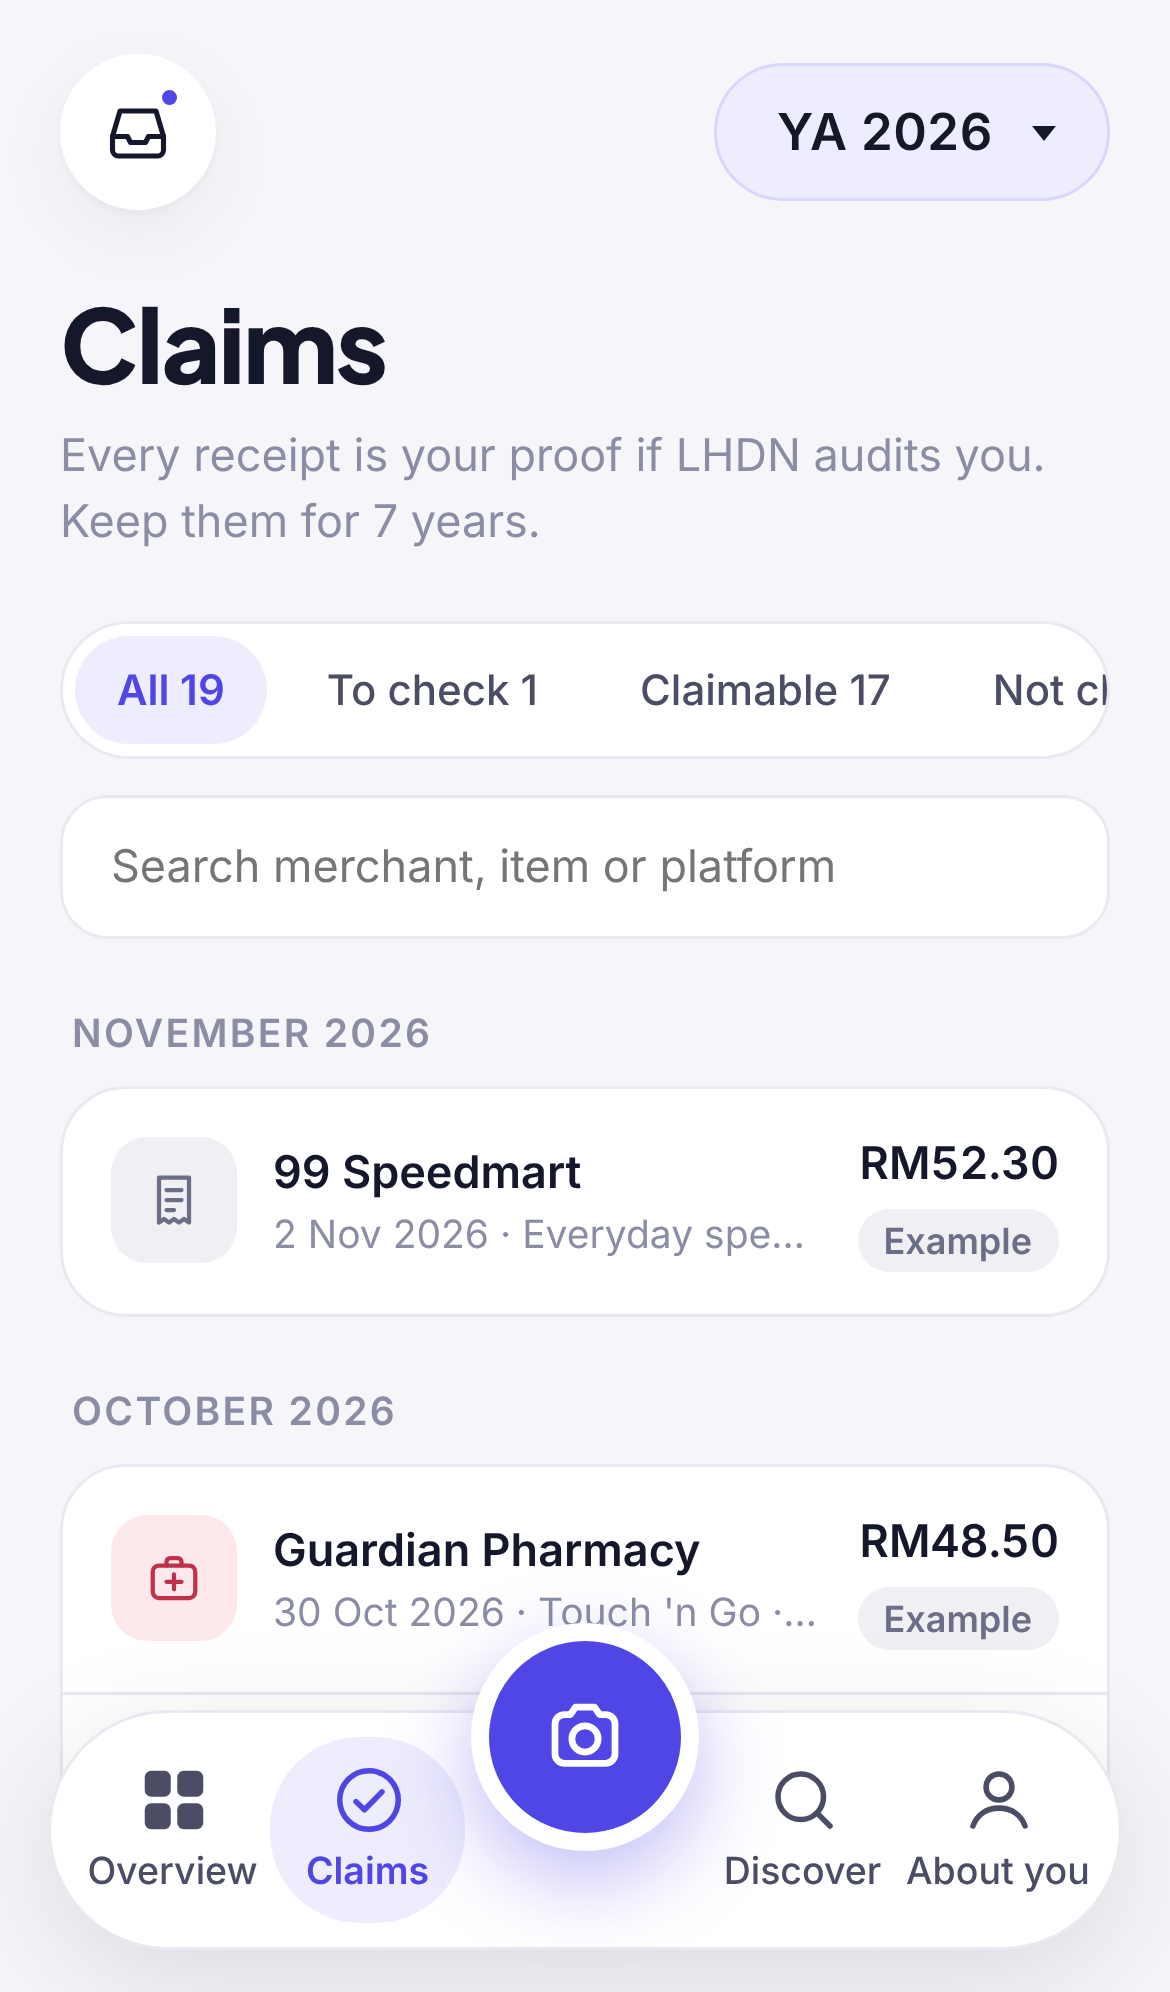 YA 2026
Claims
Every receipt is your proof if LHDN audits you.
Keep them for 7 years.
All 19
To check 1
Claimable 17
Not cl
Search merchant, item or platform
NOVEMBER 2026
99 Speedmart
RM52.30
2 Nov 2026 · Everyday spe...
Example
OCTOBER 2026
Guardian Pharmacy
RM48.50
30 Oct 2026 · Touch 'n Go ·...
Example
Overview
Claims
Discover
About you